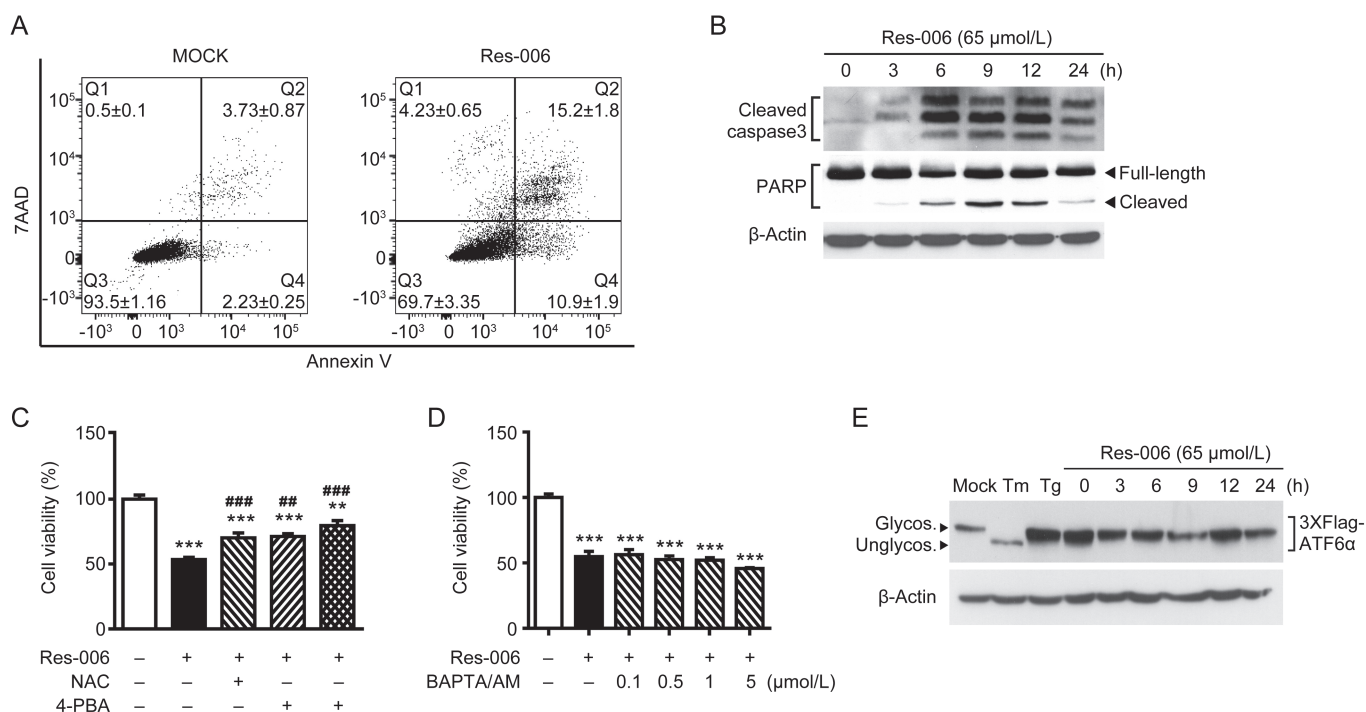 A
MOCK
Res-006
Q1
0.5±0.1
Q2
3.73±0.87
Q3
93.5±1.16
Q4
2.23±0.25
Q1
4.23±0.65
Q2
15.2±1.8
Q3
69.7±3.35
Q4
10.9±1.9
7AAD
10⁵
10⁴
10³
0
-10³
10⁵
10⁴
10³
0
-10³
-10³ 0 10³ 10⁴ 10⁵
-10³ 0 10³ 10⁴ 10⁵
Annexin V
B
Res-006 (65 μmol/L)
0 3 6 9 12 24 (h)
Cleaved
caspase3
PARP
Full-length
Cleaved
β-Actin
C
Cell viability (%)
150
100
50
0
***
###
***
##
***
###
**
Res-006 – + + + +
NAC – – +
4-PBA – – + +
D
Cell viability (%)
150
100
50
0
*** *** *** *** ***
Res-006 – + + + + +
BAPTA/AM – – 0.1 0.5 1 5 (μmol/L)
E
Res-006 (65 μmol/L)
Mock Tm Tg 0 3 6 9 12 24 (h)
Glycos.
Unglycos.
3XFlag-
ATF6α
β-Actin